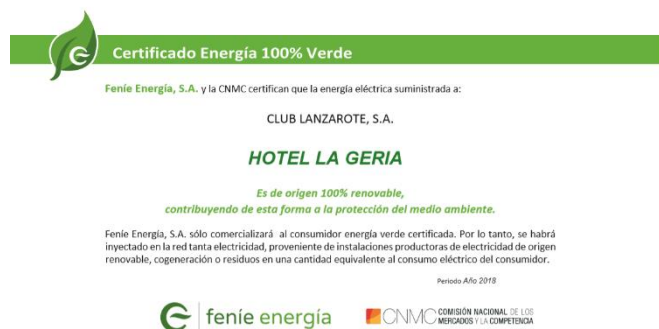 Certificado Energía 100% Verde
Feníe Energía, S.A. y la CNMC certifican que la energía eléctrica suministrada a:
CLUB LANZAROTE, S.A.
HOTEL LA GERIA
Es de origen 100% renovable,
contribuyendo de esta forma a la protección del medio ambiente.
Feníe Energía, S.A. sólo comercializará al consumidor energía verde certificada. Por lo tanto, se habrá
inyectado en la red tanta electricidad, proveniente de instalaciones productoras de electricidad de origen
renovable, cogeneración o residuos en una cantidad equivalente al consumo eléctrico del consumidor.
Periodo Año 2018
feníe energía
CNMC COMISIÓN NACIONAL DE LOS
MERCADOS Y LA COMPETENCIA